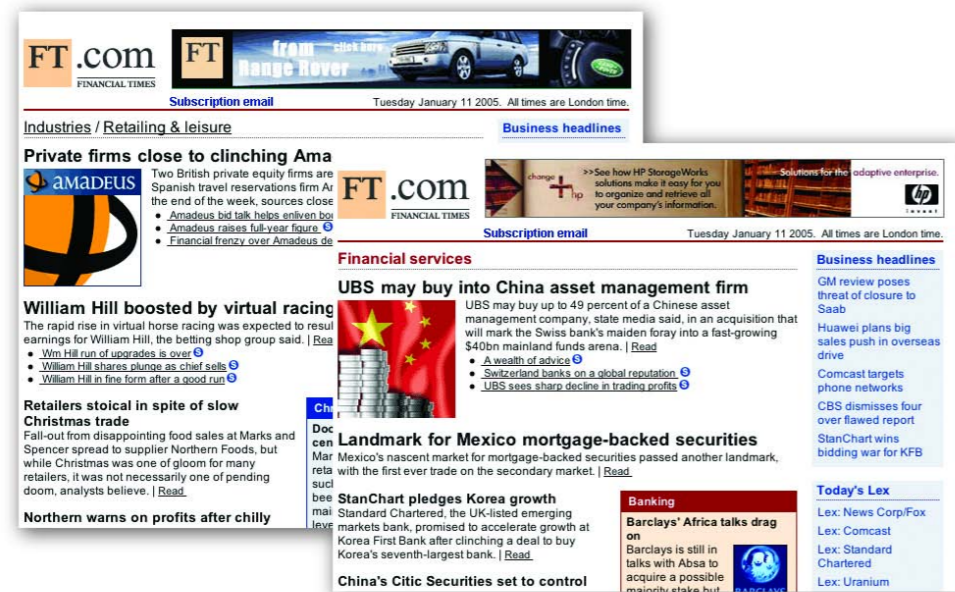 FT.com
FINANCIAL TIMES
FT
from click here
Range Rover
Subscription email
Tuesday January 11 2005. All times are London time.
Industries / Retailing & leisure
Business headlines
Private firms close to clinching Ama
AMADEUS
Two British private equity firms are
Spanish travel reservations firm Am
the end of the week, sources close
Amadeus bid talk helps enliven bou
Amadeus raises full-year figure S
Financial frenzy over Amadeus de
William Hill boosted by virtual racing
The rapid rise in virtual horse racing was expected to resul
earnings for William Hill, the betting shop group said. | Rea
Wm Hill run of upgrades is over S
William Hill shares plunge as chief sells S
William Hill in fine form after a good run S
Retailers stoical in spite of slow
Christmas trade
Fall-out from disappointing food sales at Marks and
Spencer spread to supplier Northern Foods, but
while Christmas was one of gloom for many
retailers, it was not necessarily one of pending
doom, analysts believe. | Read
Northern warns on profits after chilly
Chr
Doc
cen
Mar
reta
suc
bee
mai
leve
FT.com
FINANCIAL TIMES
change + hp
>>See how HP StorageWorks
solutions make it easy for you
to organize and retrieve all
your company's information.
Solutions for the adaptive enterprise.
hp
invent
Subscription email
Tuesday January 11 2005. All times are London time.
Financial services
UBS may buy into China asset management firm
UBS may buy up to 49 percent of a Chinese asset
management company, state media said, in an acquisition that
will mark the Swiss bank's maiden foray into a fast-growing
$40bn mainland funds arena. | Read
A wealth of advice S
Switzerland banks on a global reputation S
UBS sees sharp decline in trading profits S
Landmark for Mexico mortgage-backed securities
Mexico's nascent market for mortgage-backed securities passed another landmark,
with the first ever trade on the secondary market. | Read
StanChart pledges Korea growth
Standard Chartered, the UK-listed emerging
markets bank, promised to accelerate growth at
Korea First Bank after clinching a deal to buy
Korea's seventh-largest bank. | Read
China's Citic Securities set to control
Banking
Barclays' Africa talks drag
on
Barclays is still in
talks with Absa to
acquire a possible
majority stake but
BARCLAYS
Business headlines
GM review poses
threat of closure to
Saab
Huawei plans big
sales push in overseas
drive
Comcast targets
phone networks
CBS dismisses four
over flawed report
StanChart wins
bidding war for KFB
Today's Lex
Lex: News Corp/Fox
Lex: Comcast
Lex: Standard
Chartered
Lex: Uranium